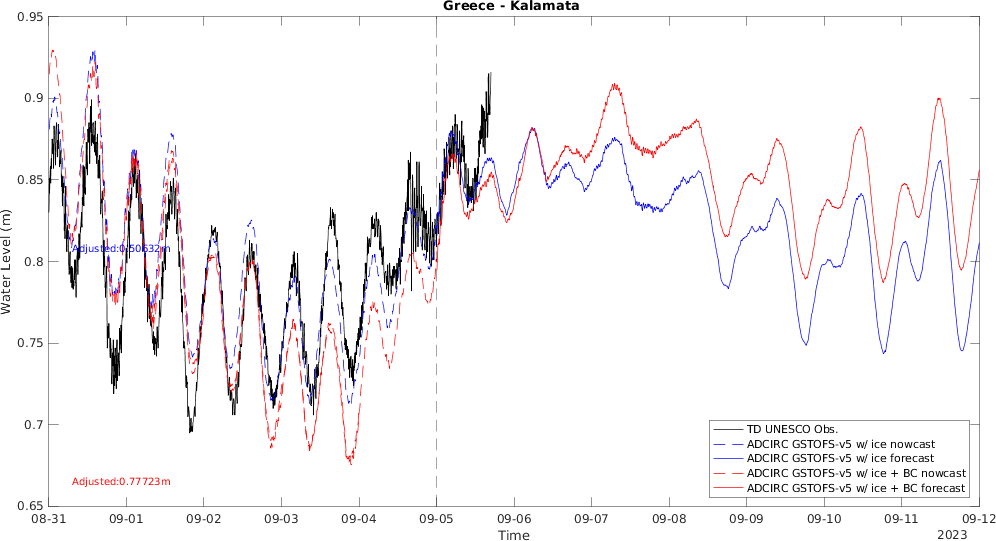 Greece - Kalamata
0.95
0.9
0.85
0.8
0.75
0.7
0.65
Water Level (m)
Adjusted:0.50632m
Adjusted:0.77723m
TD UNESCO Obs.
ADCIRC GSTOFS-v5 w/ ice nowcast
ADCIRC GSTOFS-v5 w/ ice forecast
ADCIRC GSTOFS-v5 w/ ice + BC nowcast
ADCIRC GSTOFS-v5 w/ ice + BC forecast
08-31 09-01 09-02 09-03 09-04 09-05 09-06 09-07 09-08 09-09 09-10 09-11 09-12
Time
2023